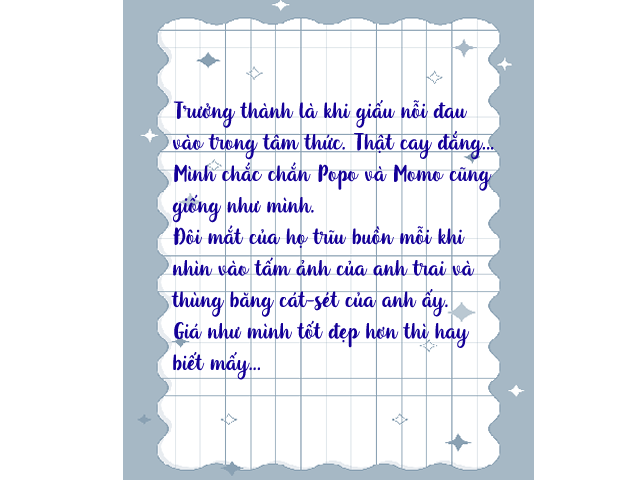 Trưởng thành là khi giấu nỗi đau
vào trong tâm thức. Thật cay đắng...
Mình chắc chắn Popo và Momo cũng
giống như mình.
Đôi mắt của họ trĩu buồn mỗi khi
nhìn vào tấm ảnh của anh trai và
thùng băng cát-sét của anh ấy.
Giá như mình tốt đẹp hơn thì hay
biết mấy...